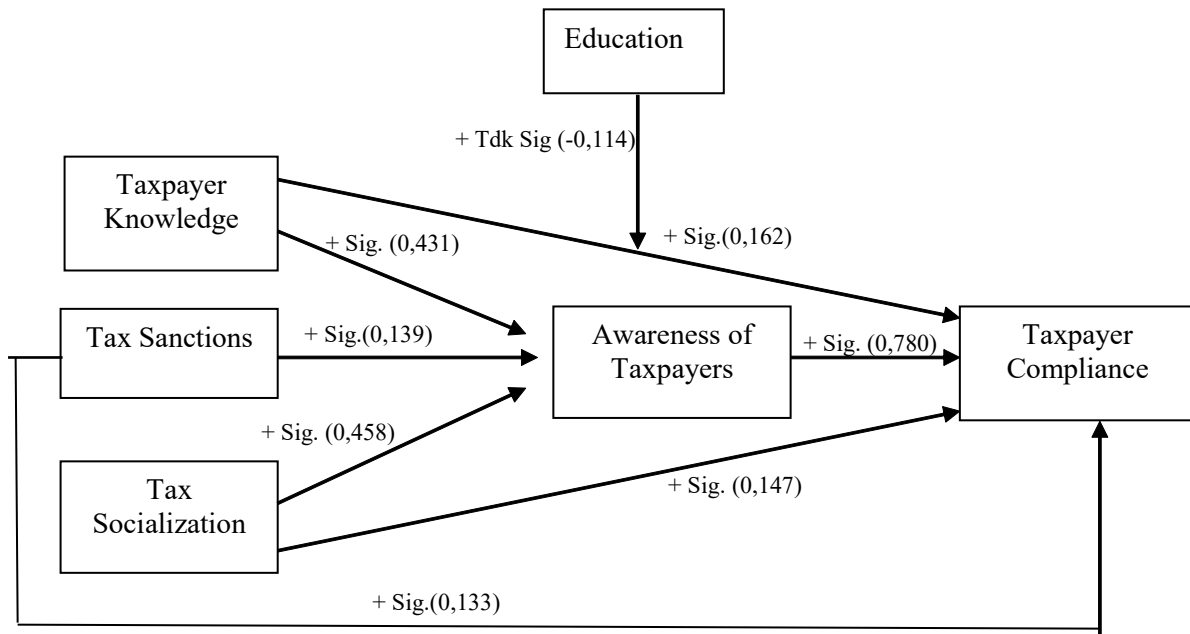 Education
+ Tdk Sig (-0,114)
Taxpayer
Knowledge
+ Sig.(0,162)
+ Sig. (0,431)
Tax Sanctions
+ Sig.(0,139)
Awareness of
Taxpayers
+ Sig. (0,780)
Taxpayer
Compliance
+ Sig. (0,458)
Tax
Socialization
+ Sig. (0,147)
+ Sig.(0,133)